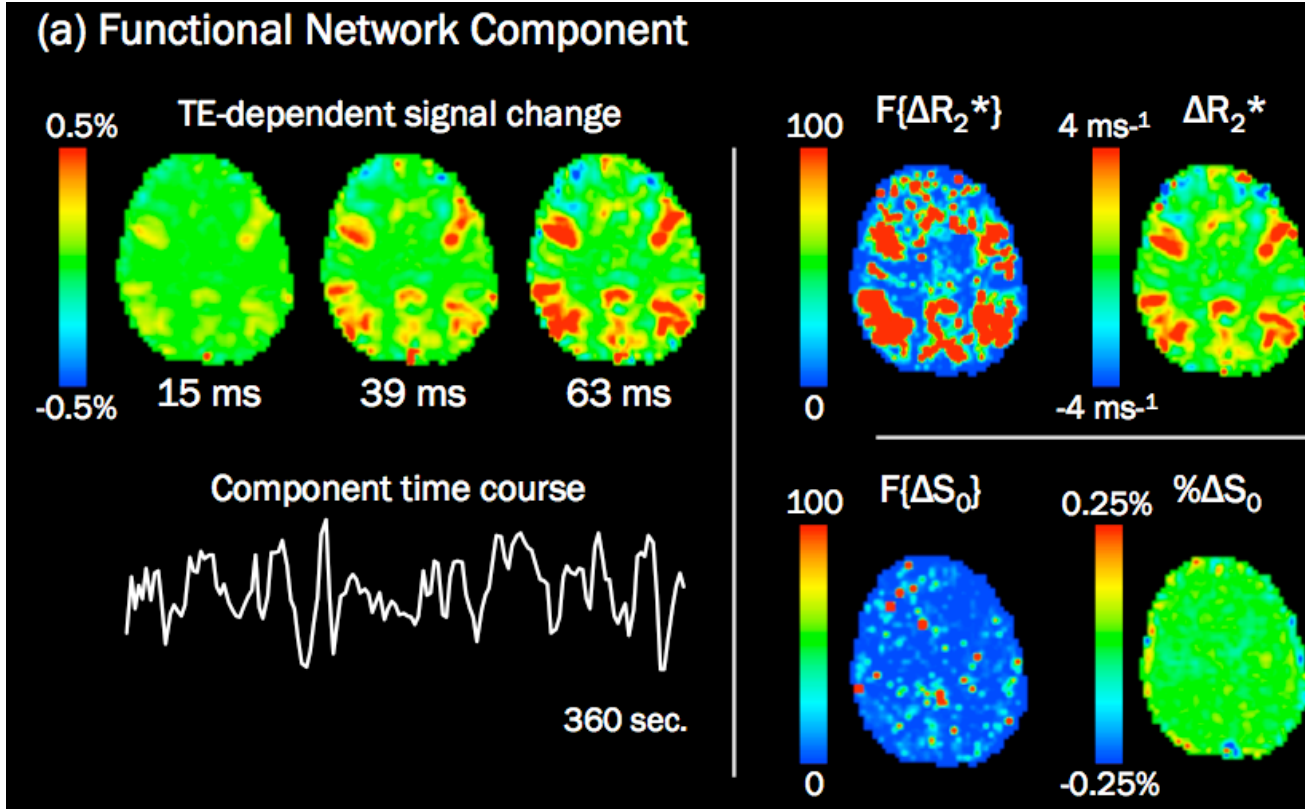 (a) Functional Network Component
TE-dependent signal change
0.5%
-0.5%
15 ms
39 ms
63 ms
Component time course
360 sec.
F{ΔR₂*}
100
0
4 ms-¹
ΔR₂*
-4 ms-¹
F{ΔS₀}
100
0
0.25%
%ΔS₀
-0.25%